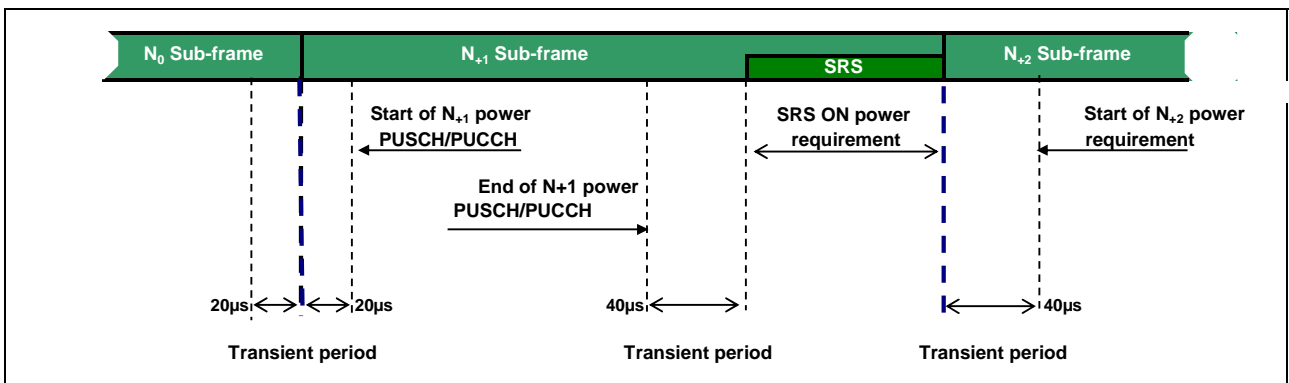 N₀ Sub-frame
N₊₁ Sub-frame
SRS
N₊₂ Sub-frame
Start of N₊₁ power
PUSCH/PUCCH
SRS ON power
requirement
Start of N₊₂ power
requirement
End of N+1 power
PUSCH/PUCCH
20µs
20µs
40µs
40µs
Transient period
Transient period
Transient period